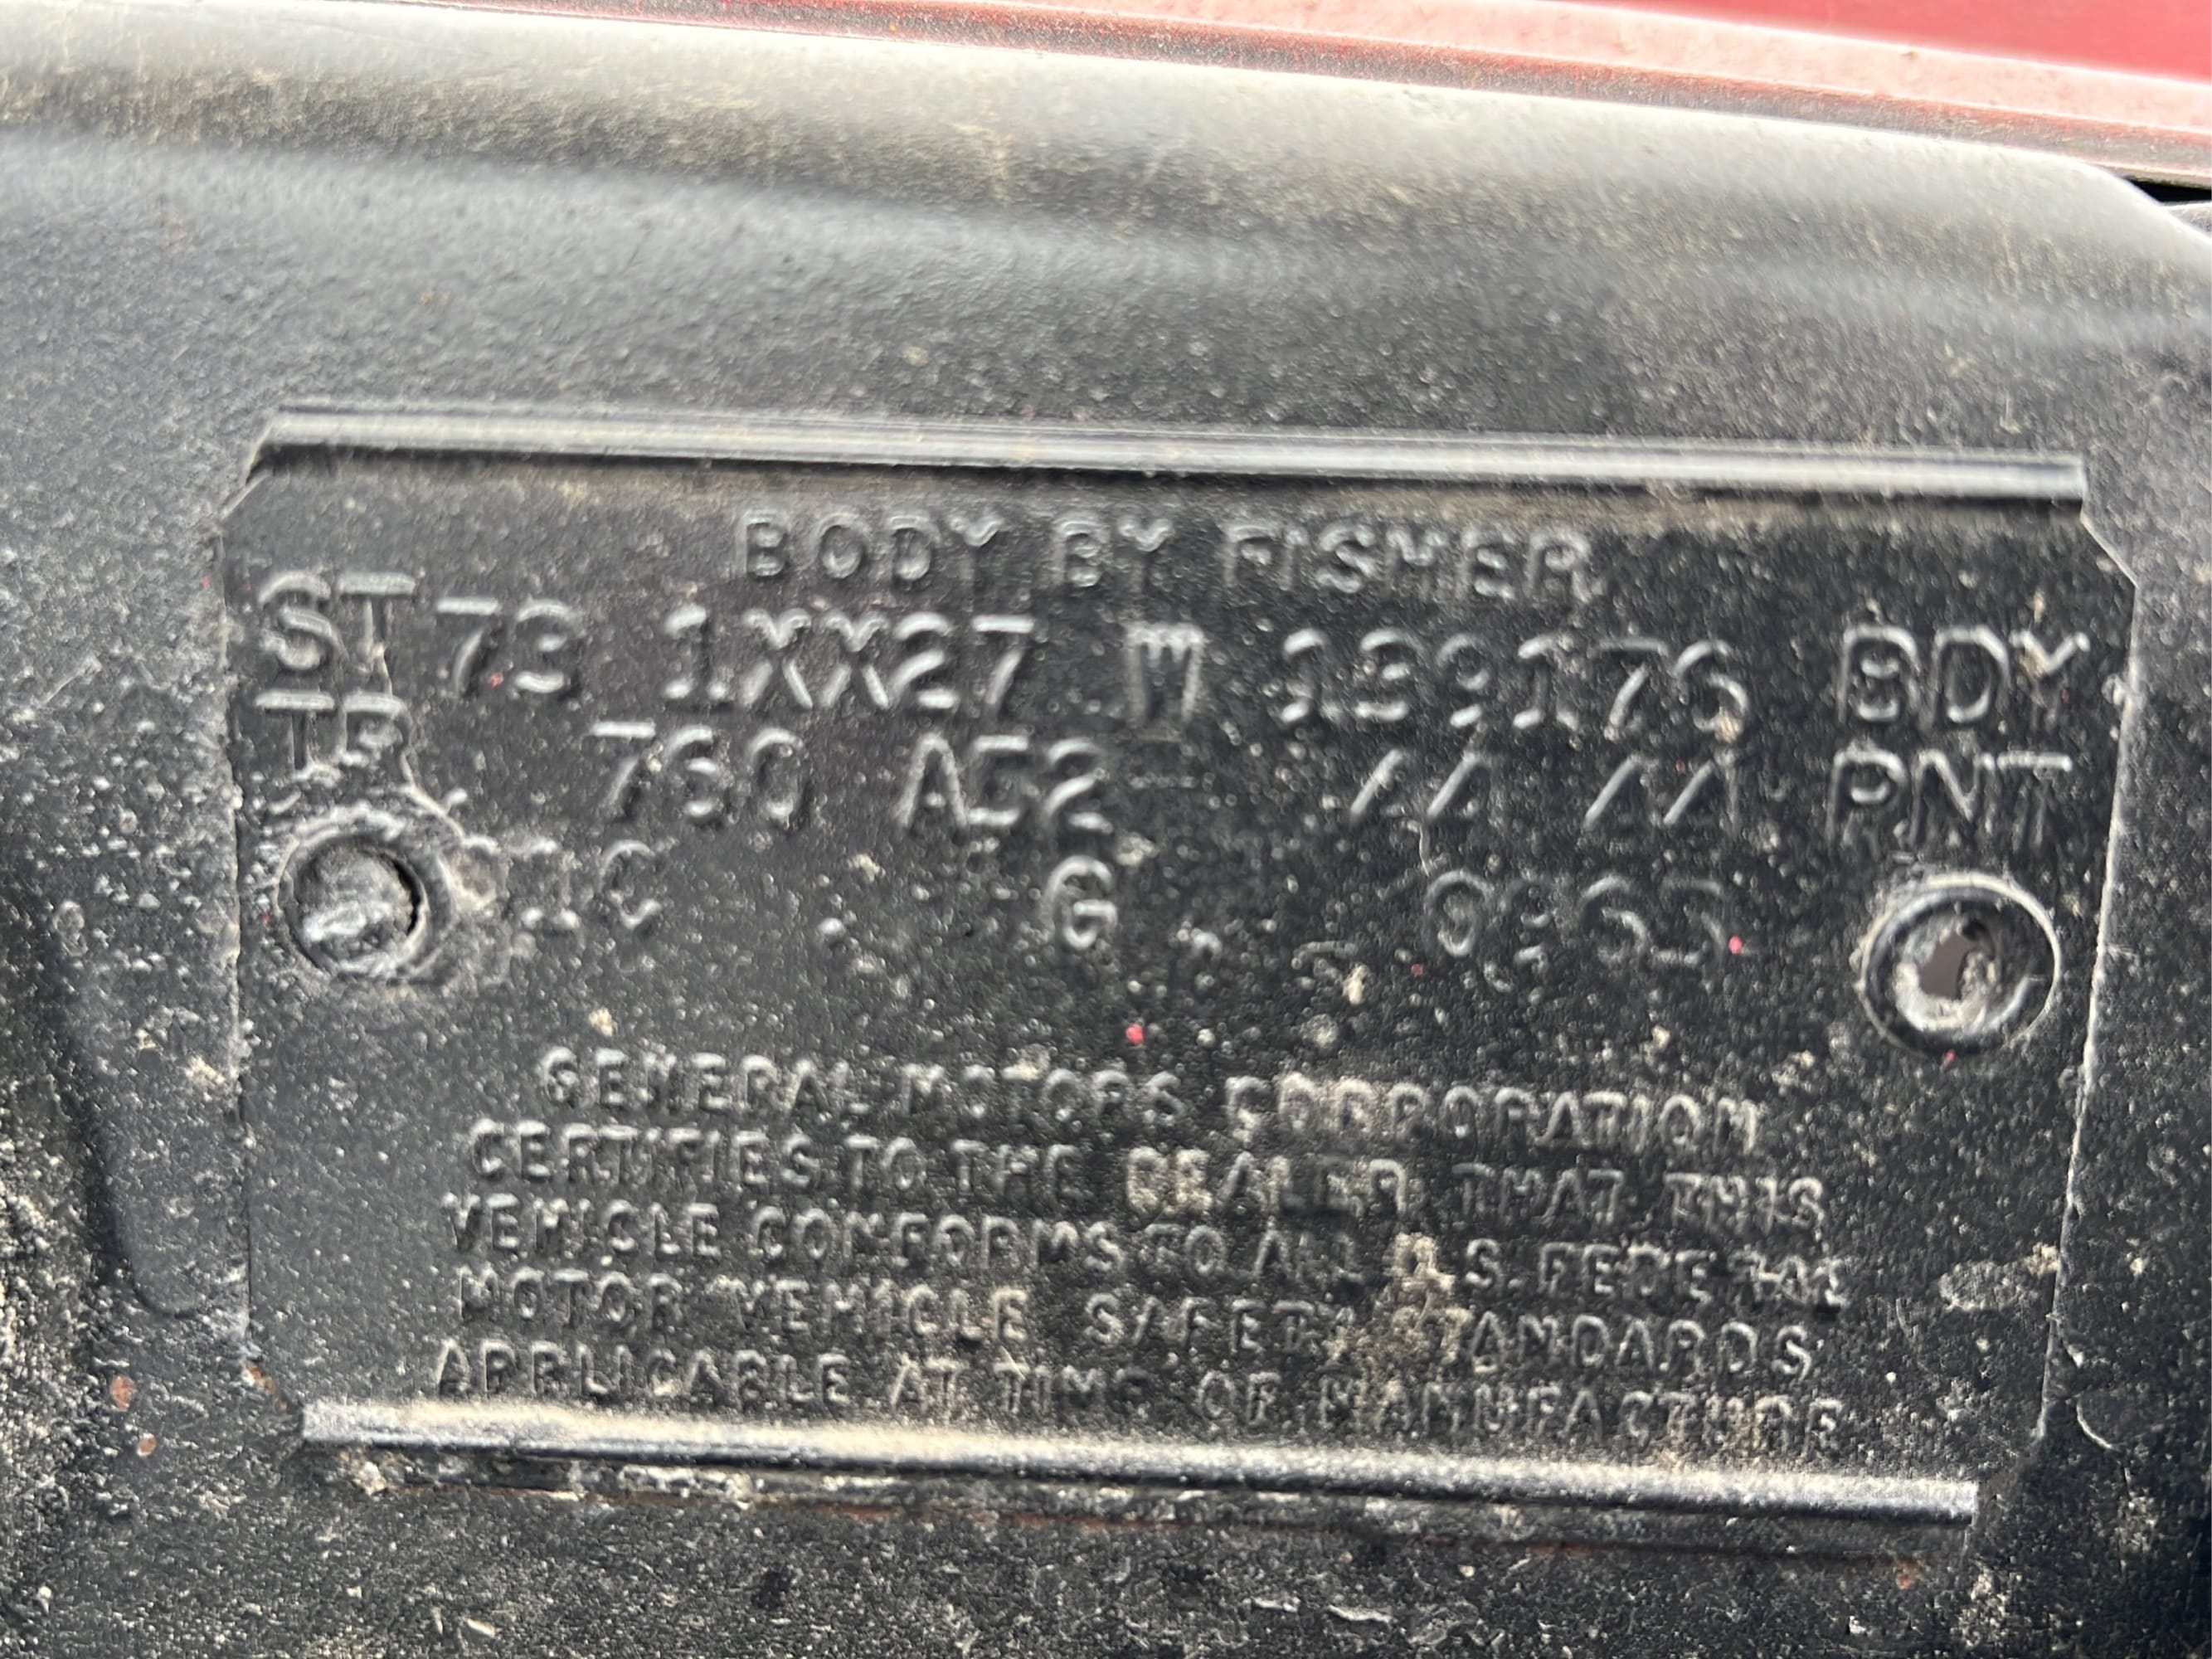 BODY BY FISHER
ST 73 1XX27 W 139176 BDY
TR 760 A52 44 44 PNT
C G
GENERAL MOTORS CORPORATION
CERTIFIES TO THE DEALER THAT THIS
VEHICLE CONFORMS TO ALL U.S. FEDERAL
MOTOR VEHICLE SAFETY STANDARDS
APPLICABLE AT TIME OF MANUFACTURE